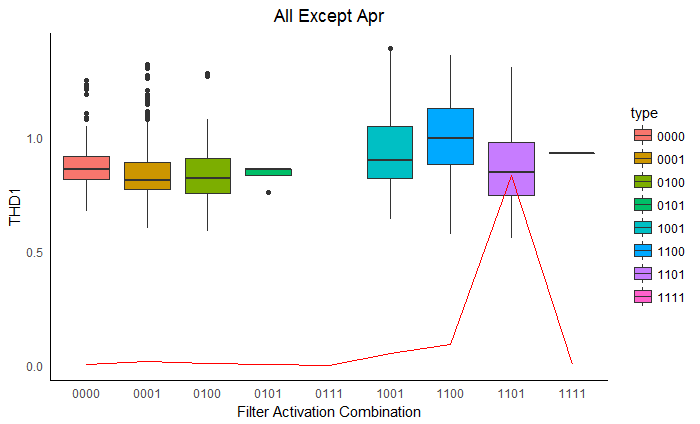 All Except Apr
THD1
1.0
0.5
0.0
0000 0001 0100 0101 0111 1001 1100 1101 1111
Filter Activation Combination
type
0000
0001
0100
0101
1001
1100
1101
1111